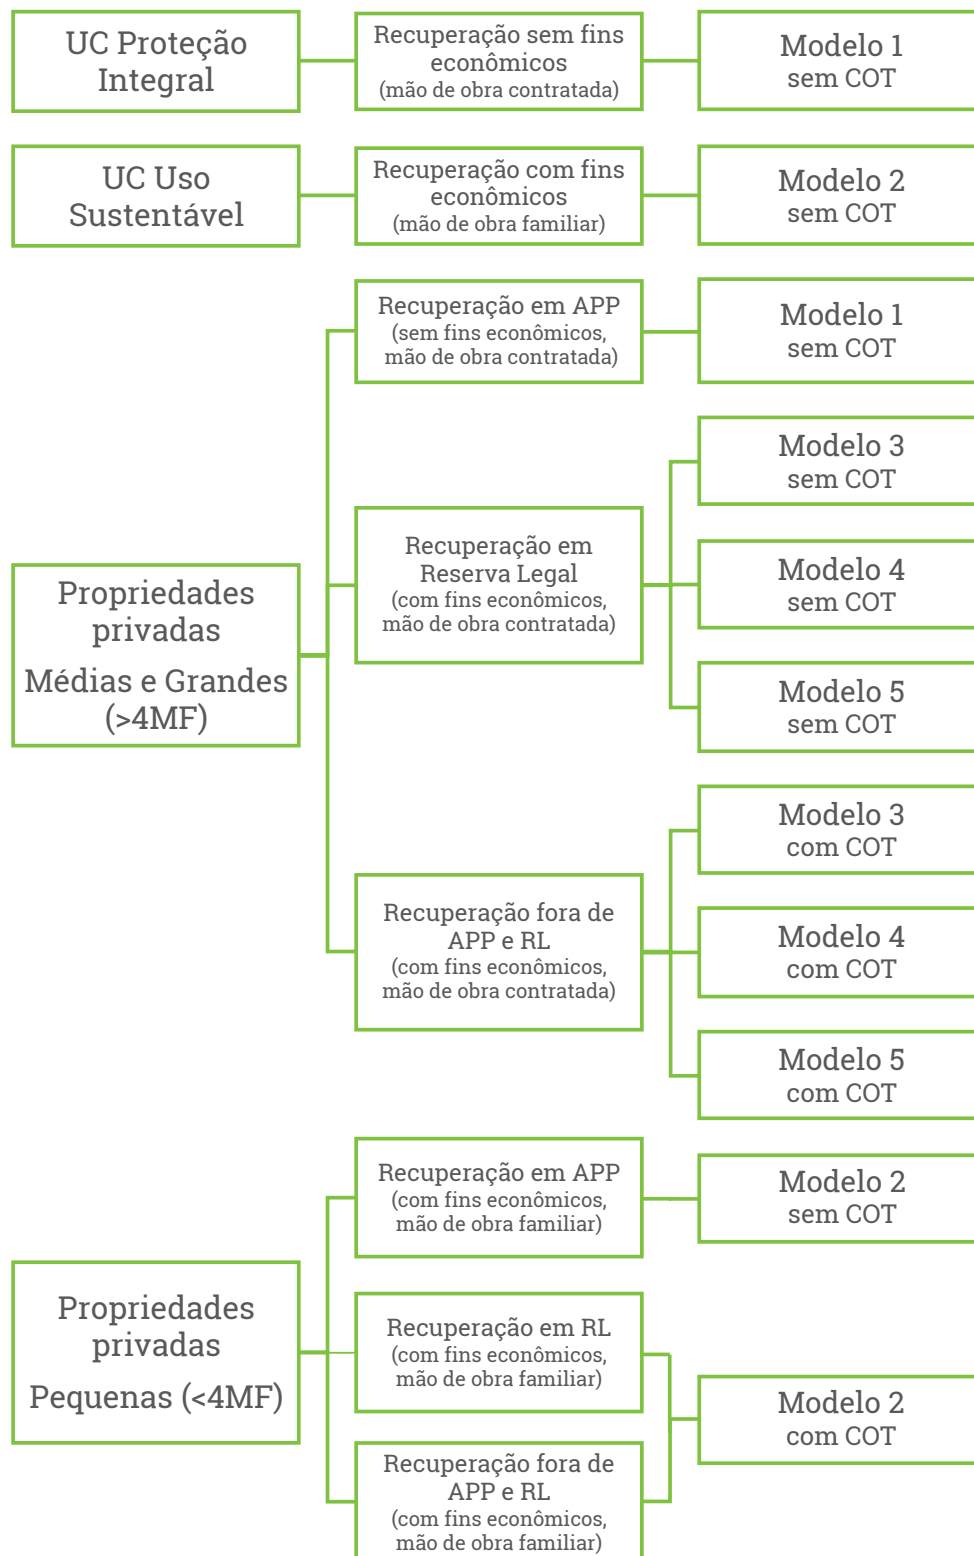 UC Proteção
Integral
Recuperação sem fins
econômicos
(mão de obra contratada)
Modelo 1
sem COT
UC Uso
Sustentável
Recuperação com fins
econômicos
(mão de obra familiar)
Modelo 2
sem COT
Propriedades
privadas
Médias e Grandes
(>4MF)
Recuperação em APP
(sem fins econômicos,
mão de obra contratada)
Modelo 1
sem COT
Recuperação em
Reserva Legal
(com fins econômicos,
mão de obra contratada)
Modelo 3
sem COT
Modelo 4
sem COT
Modelo 5
sem COT
Recuperação fora de
APP e RL
(com fins econômicos,
mão de obra contratada)
Modelo 3
com COT
Modelo 4
com COT
Modelo 5
com COT
Propriedades
privadas
Pequenas (<4MF)
Recuperação em APP
(com fins econômicos,
mão de obra familiar)
Modelo 2
sem COT
Recuperação em RL
(com fins econômicos,
mão de obra familiar)
Recuperação fora de
APP e RL
(com fins econômicos,
mão de obra familiar)
Modelo 2
com COT